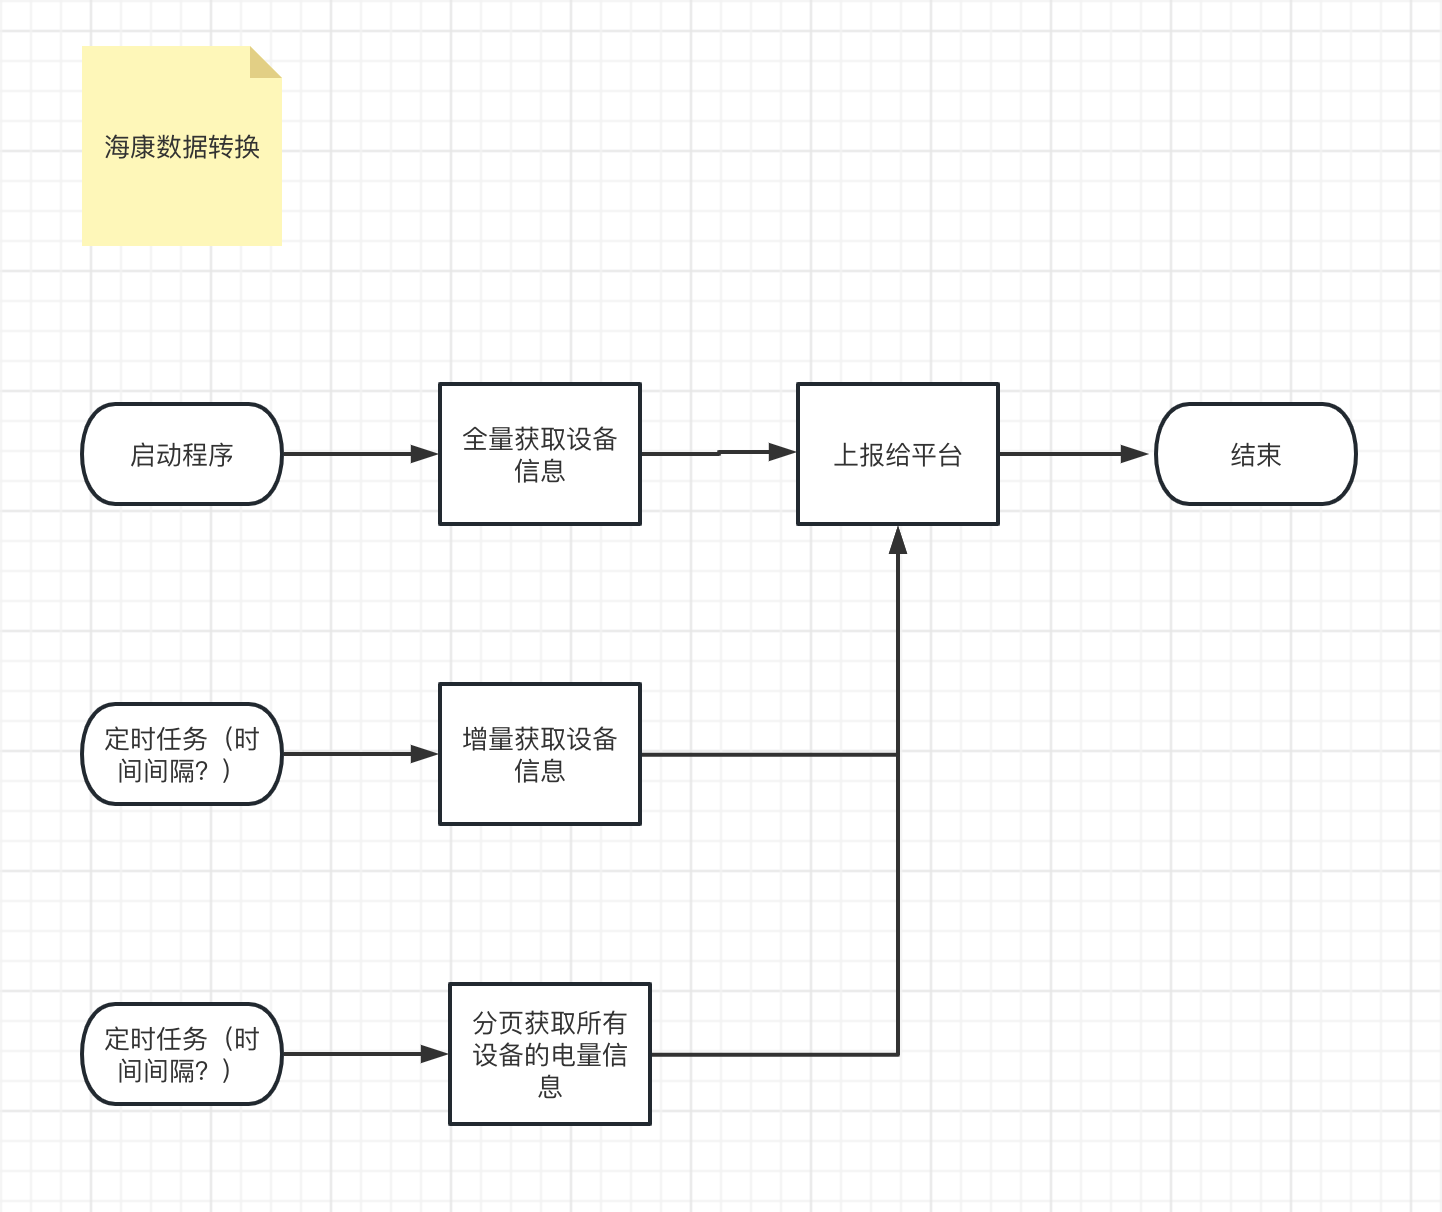 海康数据转换
启动程序
全量获取设备
信息
上报给平台
结束
定时任务（时
间间隔？）
增量获取设备
信息
定时任务（时
间间隔？）
分页获取所有
设备的电量信
息